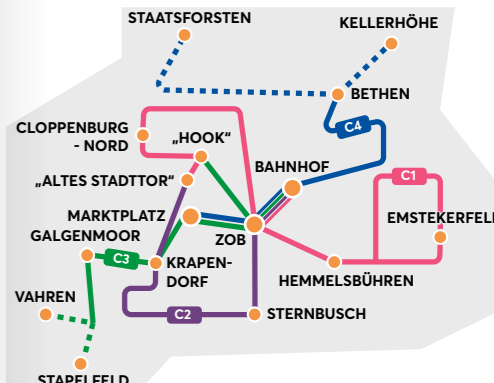 STAATSFORSTEN
KELLERHÖHE
BETHEN
C4
CLOPPENBURG
- NORD
„HOOK“
BAHNHOF
„ALTES STADTTOR“
C1
MARKTPLATZ
EMSTEKERFELD
GALGENMOOR
ZOB
C3
KRAPEN-
DORF
HEMMELSBÜHREN
VAHREN
C2
STERNBUSCH
STAPELFELD